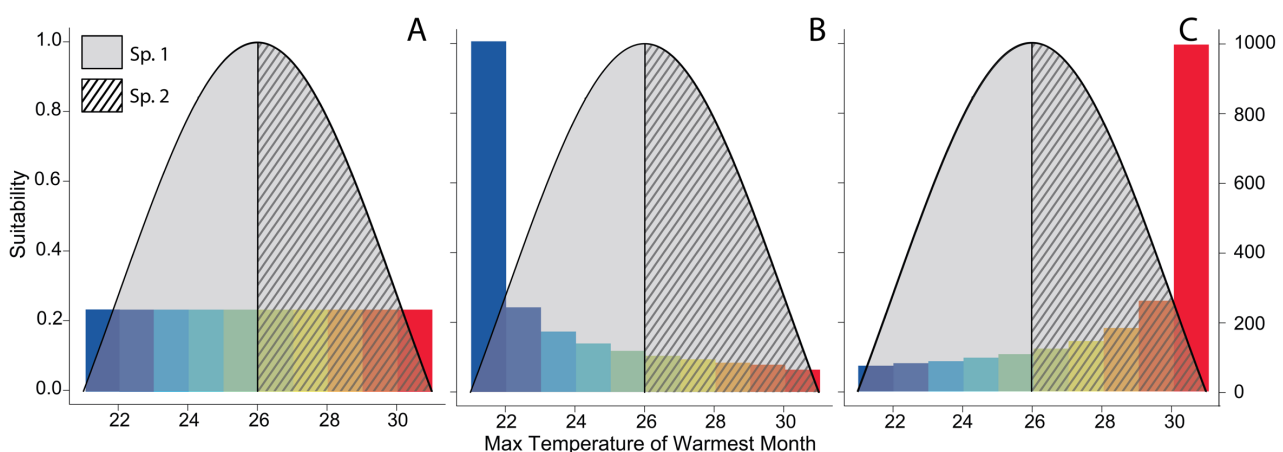 A
B
C
Sp. 1
Sp. 2
1.0
0.8
0.6
0.4
0.2
0.0
Suitability
1000
800
600
400
200
0
22 24 26 28 30
22 24 26 28 30
22 24 26 28 30
Max Temperature of Warmest Month